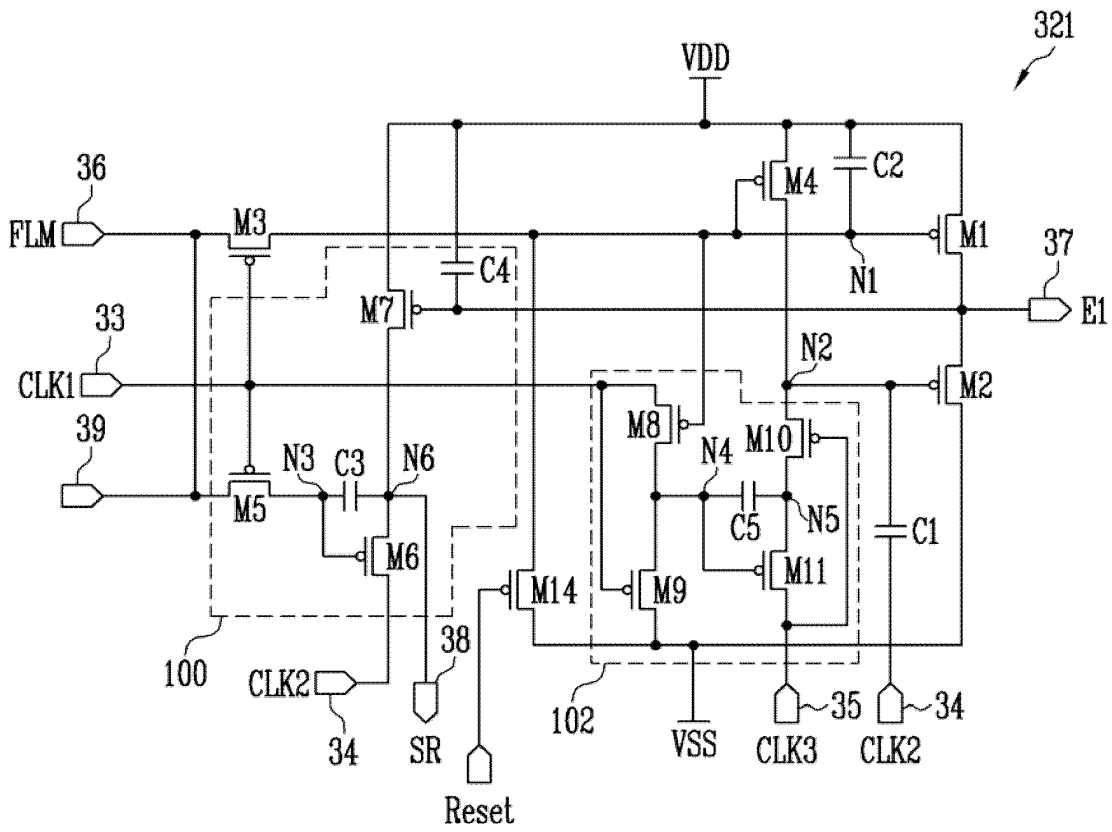 321
VDD
36
FLM
M3
M4
C2
M1
N1
37
E1
C4
M7
33
CLK1
N2
M2
39
M8
M10
N3
C3
N6
N4
M5
C5
N5
C1
M6
M14
M9
M11
100
CLK2
34
38
SR
102
VSS
35
34
CLK3
CLK2
Reset